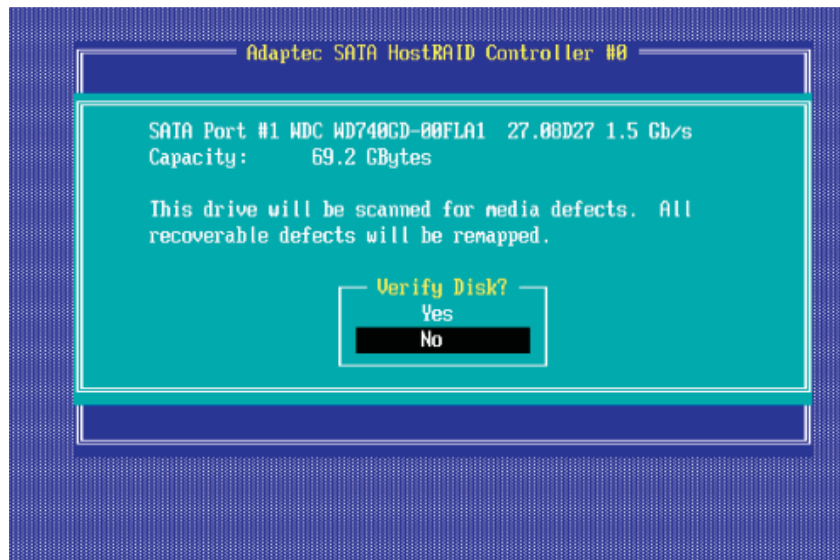 Adaptec SATA HostRAID Controller #0
SATA Port #1 WDC WD740GD-00FLA1 27.08D27 1.5 Gb/s
Capacity: 69.2 GBytes
This drive will be scanned for media defects. All
recoverable defects will be remapped.
Verify Disk?
Yes
No